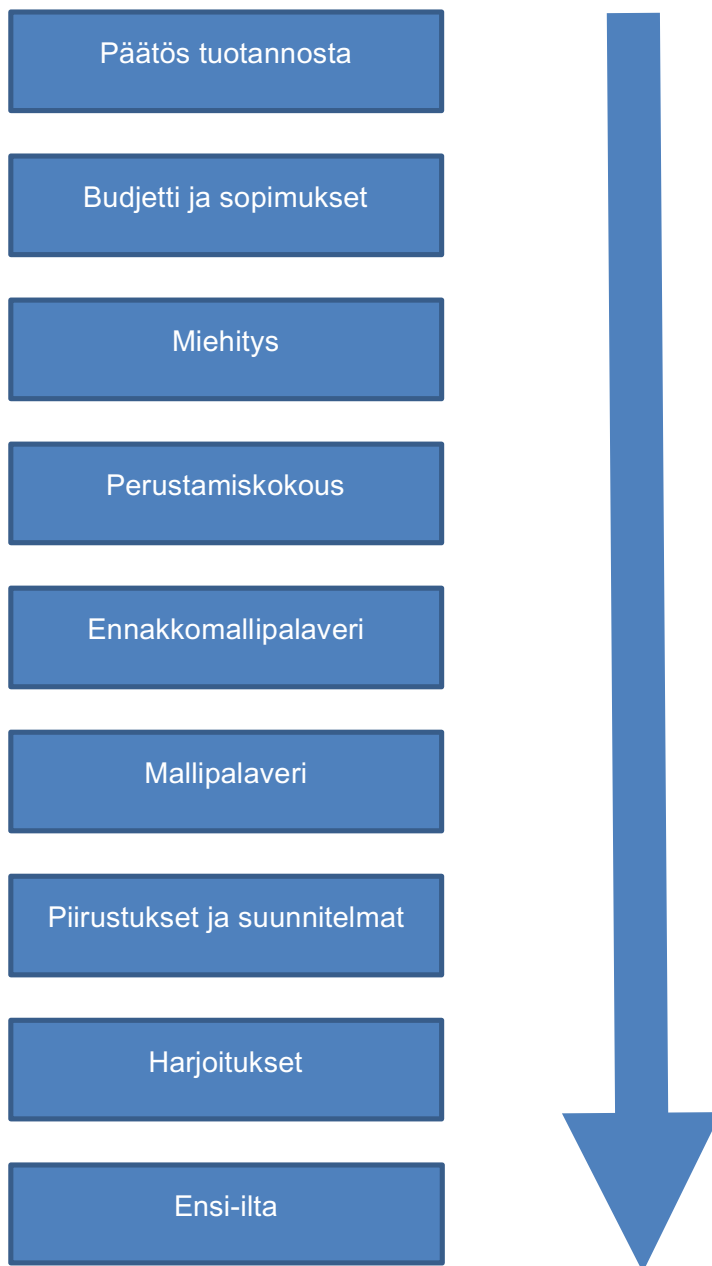 Päätös tuotannosta
Budjetti ja sopimukset
Miehitys
Perustamiskokous
Ennakkomallipalaveri
Mallipalaveri
Piirustukset ja suunnitelmat
Harjoitukset
Ensi-ilta